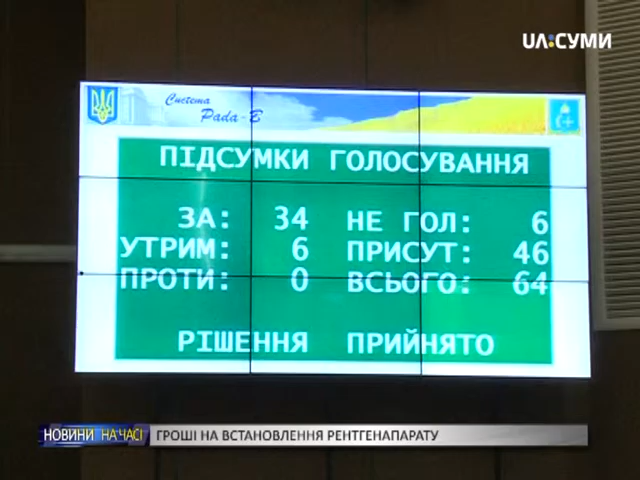 UA:СУМИ
Система
Рада-В
ПІДСУМКИ ГОЛОСУВАННЯ
ЗА: 34 НЕ ГОЛ: 6
УТРИМ: 6 ПРИСУТ: 46
ПРОТИ: 0 ВСЬОГО: 64
РІШЕННЯ ПРИЙНЯТО
НОВИНИ НА ЧАСІ ГРОШІ НА ВСТАНОВЛЕННЯ РЕНТГЕНАПАРАТУ